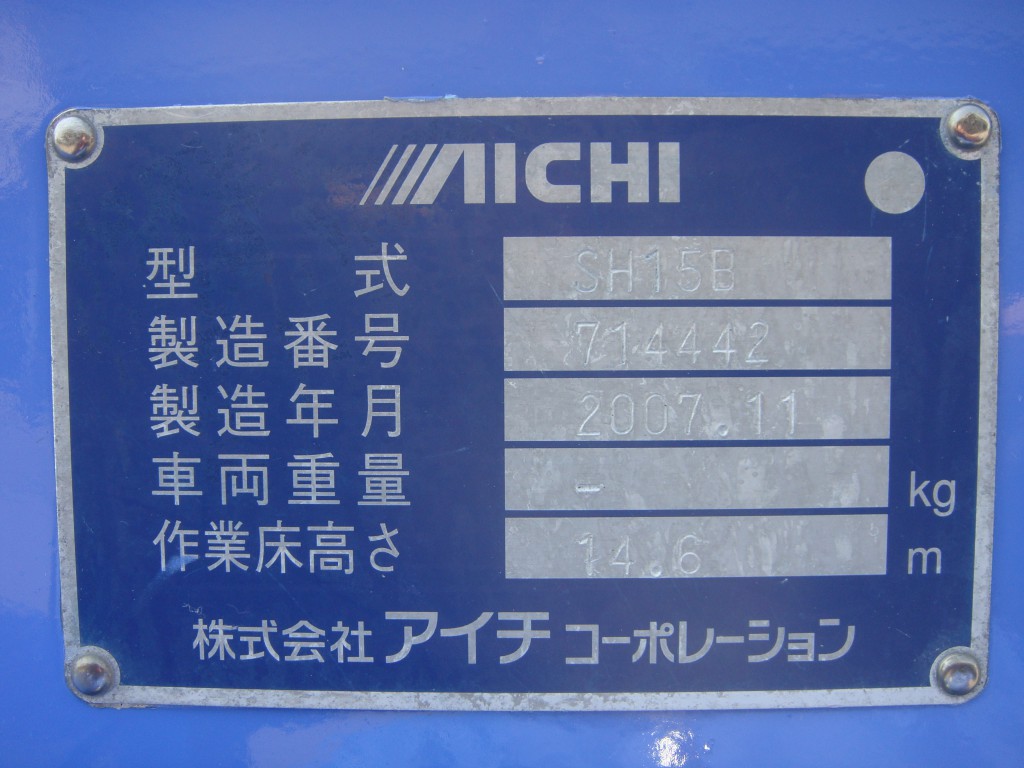 AICHI
型式 SH15B
製造番号 714442
製造年月 2007.11
車両重量 - kg
作業床高さ 14.6 m
株式会社アイチコーポレーション